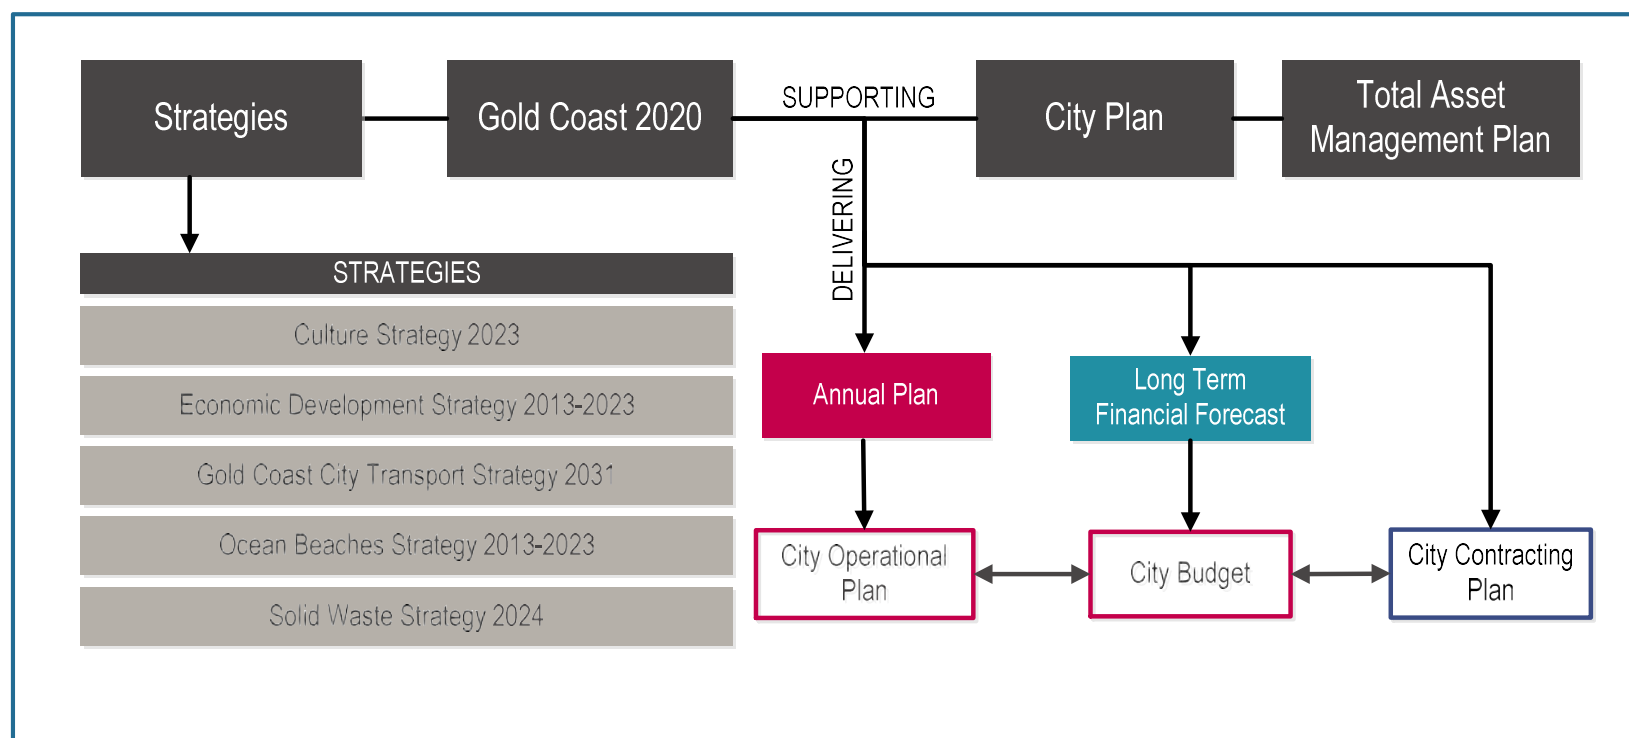 Strategies
Gold Coast 2020
SUPPORTING
City Plan
Total Asset
Management Plan
DELIVERING
STRATEGIES
Culture Strategy 2023
Economic Development Strategy 2013-2023
Gold Coast City Transport Strategy 2031
Ocean Beaches Strategy 2013-2023
Solid Waste Strategy 2024
Annual Plan
Long Term
Financial Forecast
City Operational
Plan
City Budget
City Contracting
Plan